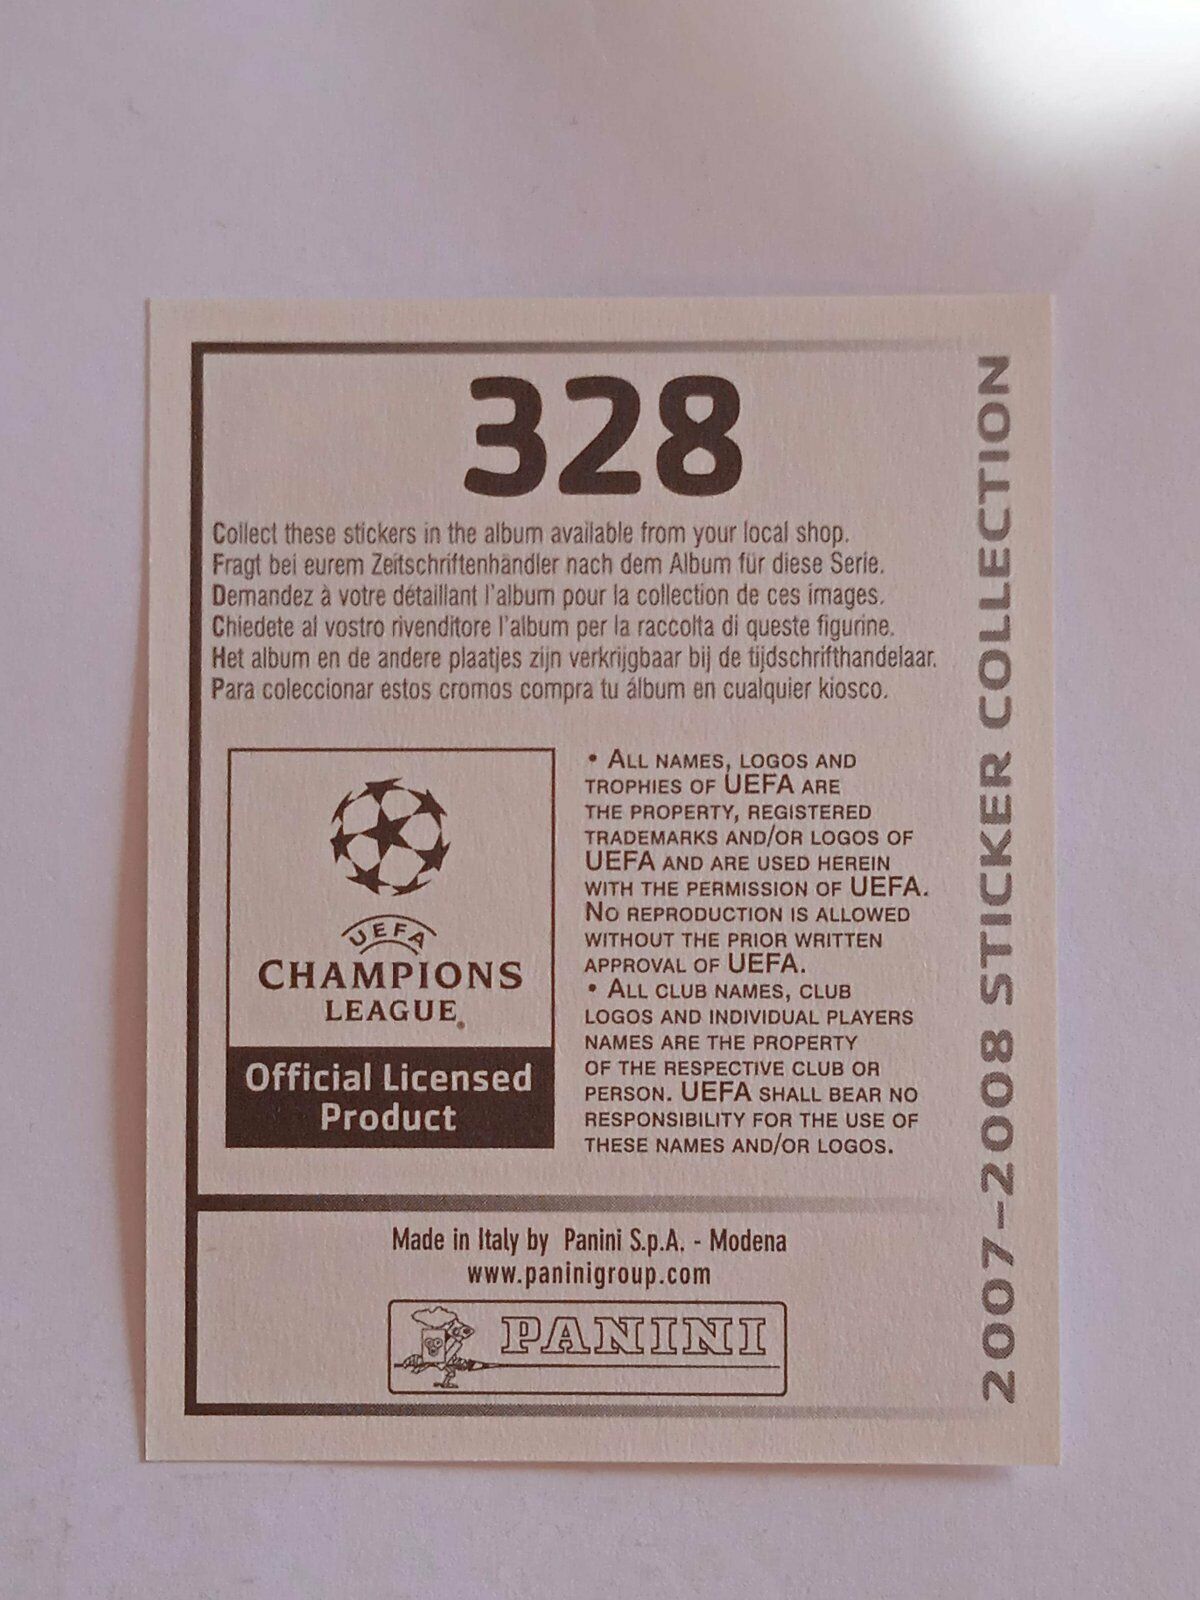 328
Collect these stickers in the album available from your local shop.
Fragt bei eurem Zeitschriftenhändler nach dem Album für diese Serie.
Demandez à votre détaillant l'album pour la collection de ces images.
Chiedete al vostro rivenditore l'album per la raccolta di queste figurine.
Het album en de andere plaatjes zijn verkrijgbaar bij de tijdschrifthandelaar.
Para coleccionar estos cromos compra tu álbum en cualquier kiosco.
UEFA
CHAMPIONS
LEAGUE®
Official Licensed
Product
• ALL NAMES, LOGOS AND
TROPHIES OF UEFA ARE
THE PROPERTY, REGISTERED
TRADEMARKS AND/OR LOGOS OF
UEFA AND ARE USED HEREIN
WITH THE PERMISSION OF UEFA.
NO REPRODUCTION IS ALLOWED
WITHOUT THE PRIOR WRITTEN
APPROVAL OF UEFA.
• ALL CLUB NAMES, CLUB
LOGOS AND INDIVIDUAL PLAYERS
NAMES ARE THE PROPERTY
OF THE RESPECTIVE CLUB OR
PERSON. UEFA SHALL BEAR NO
RESPONSIBILITY FOR THE USE OF
THESE NAMES AND/OR LOGOS.
Made in Italy by Panini S.p.A. - Modena
www.paninigroup.com
PANINI
2007-2008 STICKER COLLECTION